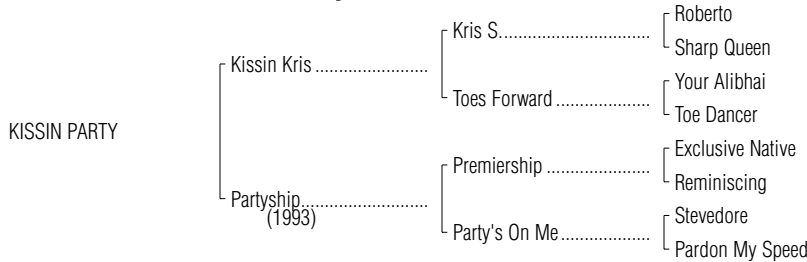 Roberto
Kris S..............................
Sharp Queen
Kissin Kris .......................
Your Alibhai
Toes Forward ...................
Toe Dancer
KISSIN PARTY
Exclusive Native
Premiership .....................
Reminiscing
Partyship..........................
(1993)
Stevedore
Party's On Me..................
Pardon My Speed